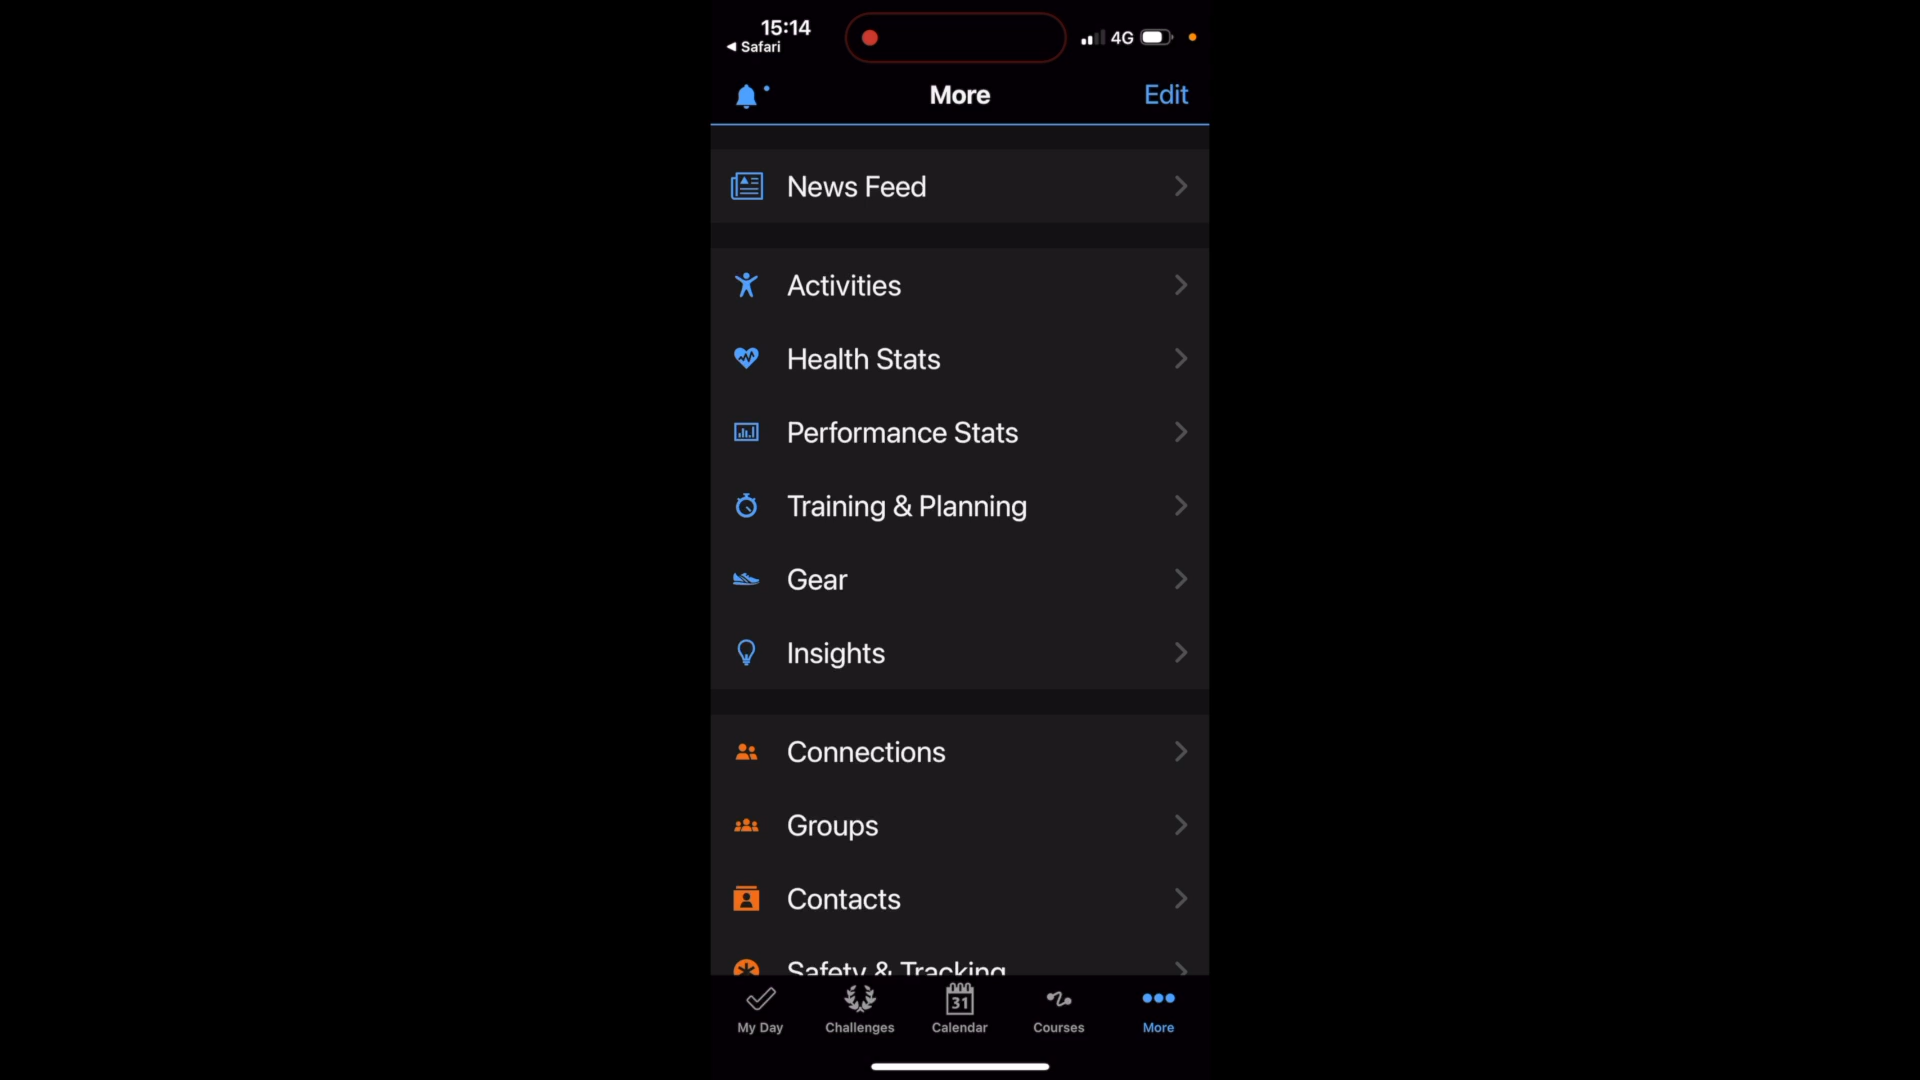 15:14
◀ Safari
4G
More
Edit
News Feed
Activities
Health Stats
Performance Stats
Training & Planning
Gear
Insights
Connections
Groups
Contacts
Safety & Tracking
31
My Day
Challenges
Calendar
Courses
More